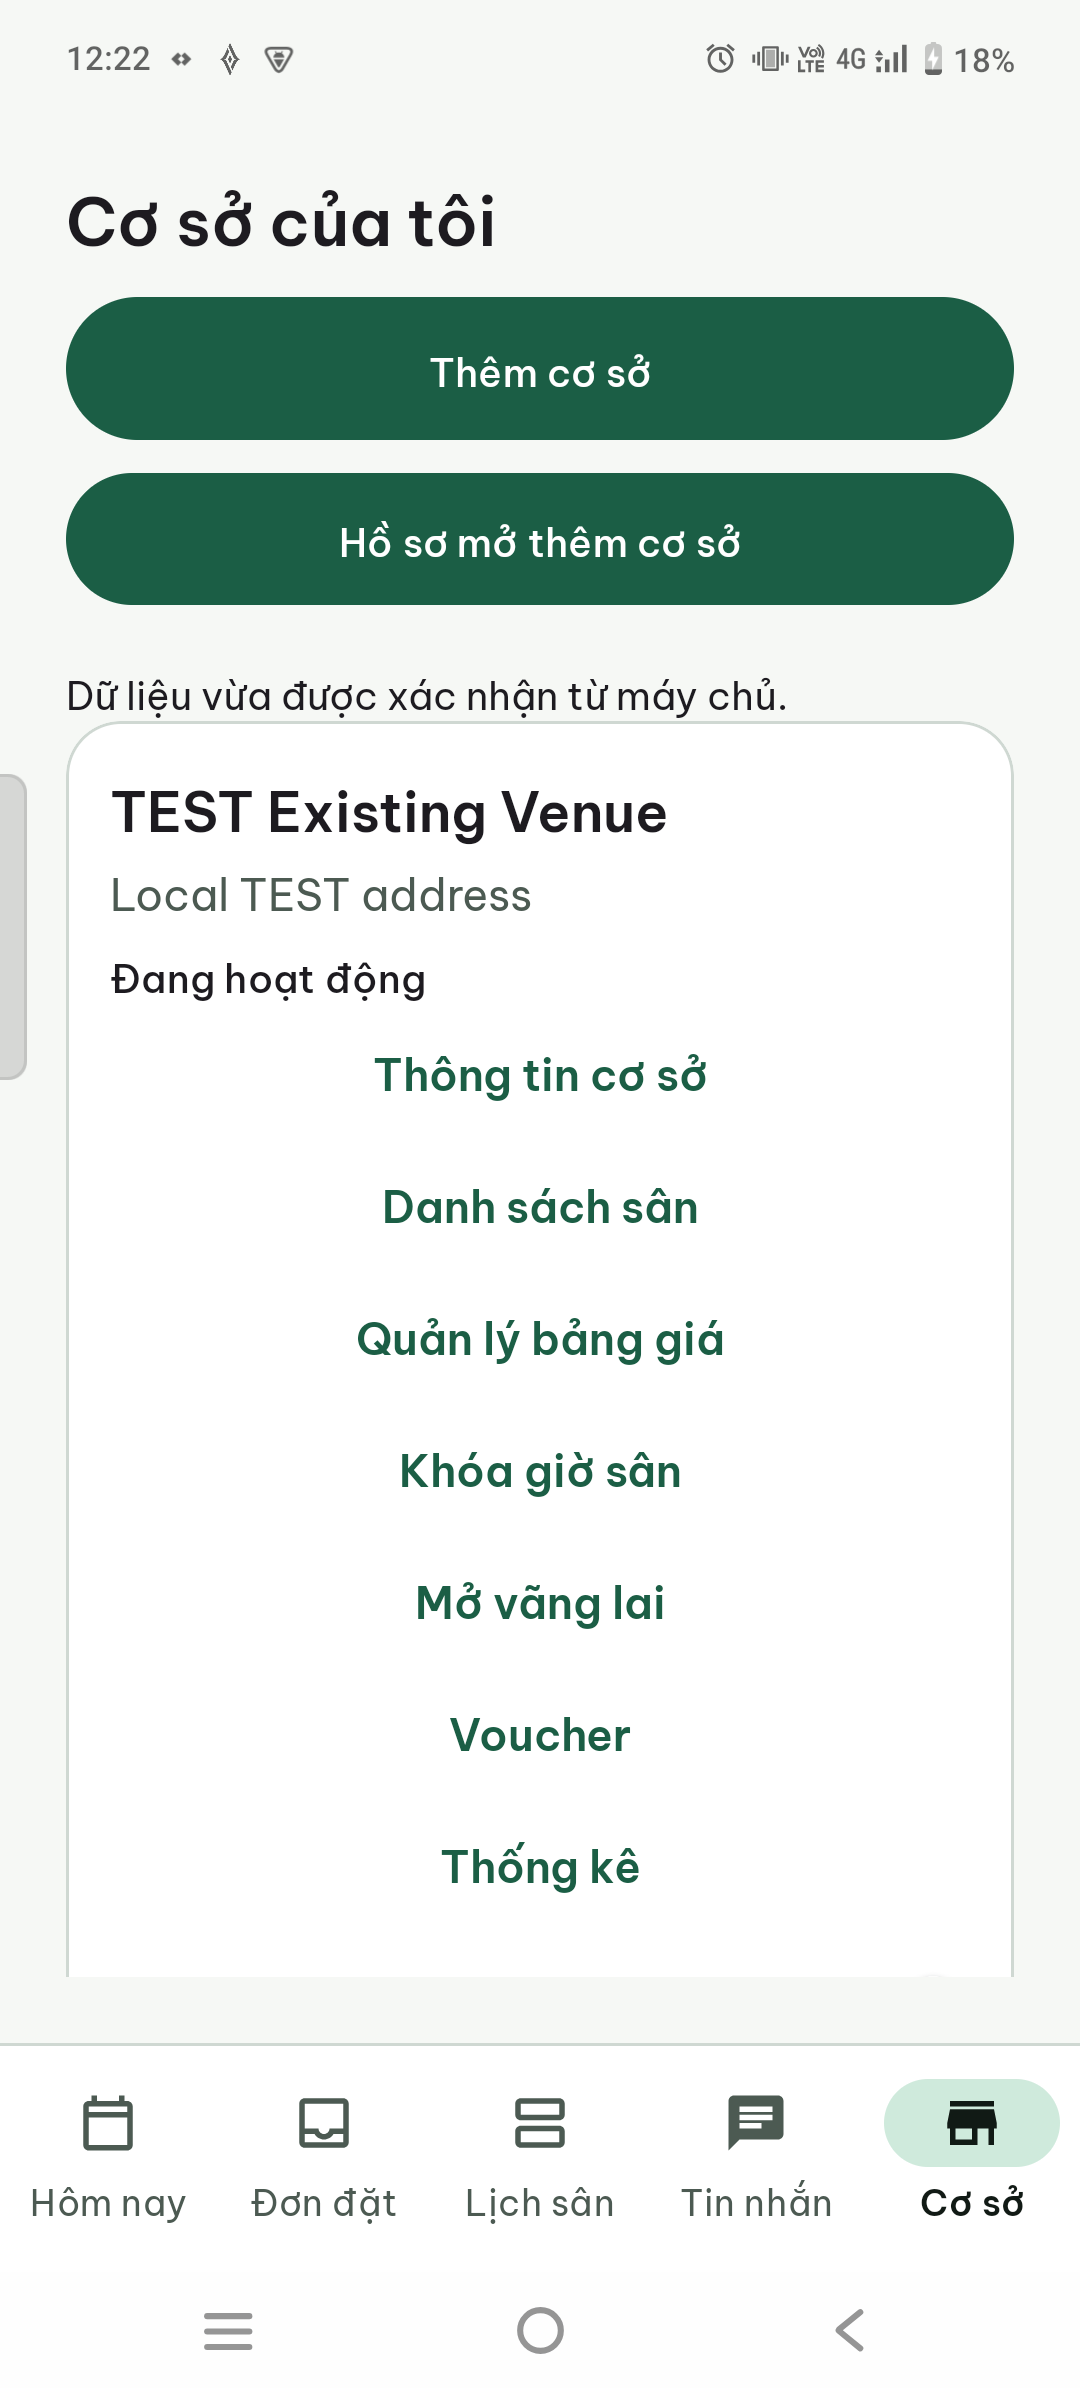 12:22
VoLTE 4G 18%
Cơ sở của tôi
Thêm cơ sở
Hồ sơ mở thêm cơ sở
Dữ liệu vừa được xác nhận từ máy chủ.
TEST Existing Venue
Local TEST address
Đang hoạt động
Thông tin cơ sở
Danh sách sân
Quản lý bảng giá
Khóa giờ sân
Mở vãng lai
Voucher
Thống kê
Hôm nay
Đơn đặt
Lịch sân
Tin nhắn
Cơ sở